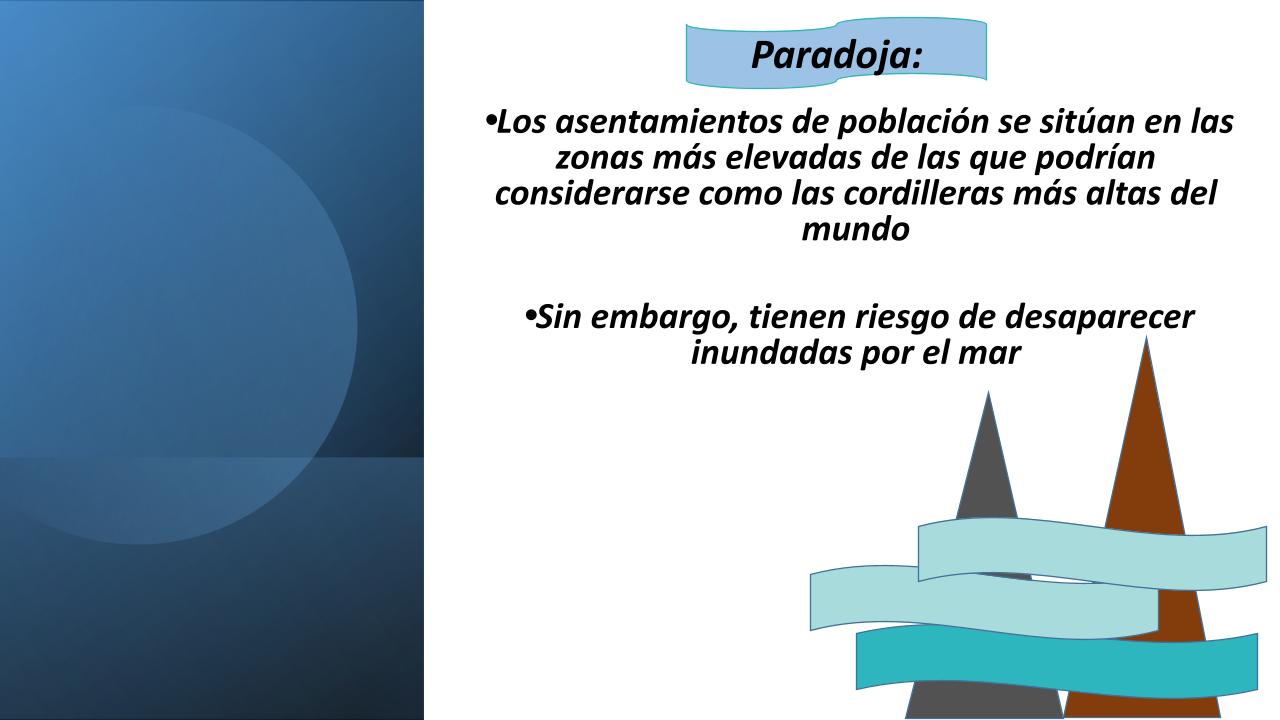 Paradoja:
•Los asentamientos de población se sitúan en las
zonas más elevadas de las que podrían
considerarse como las cordilleras más altas del
mundo
•Sin embargo, tienen riesgo de desaparecer
inundadas por el mar